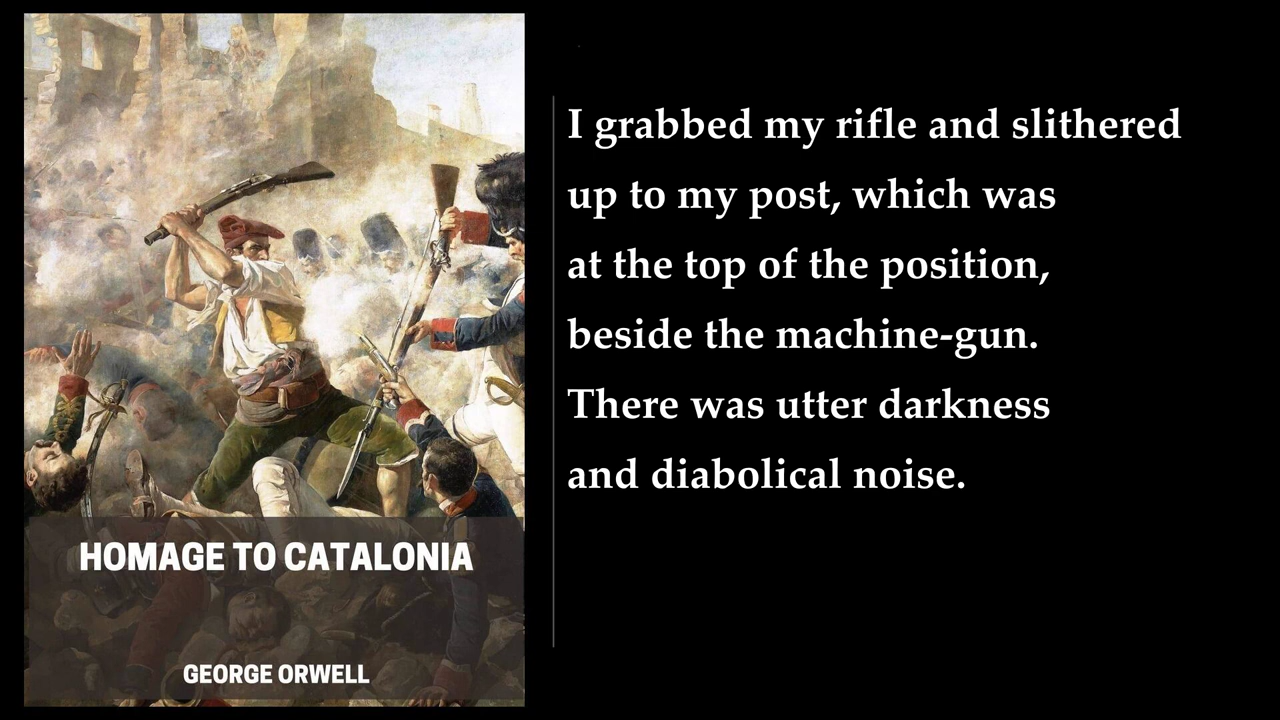 HOMAGE TO CATALONIA
GEORGE ORWELL
I grabbed my rifle and slithered
up to my post, which was
at the top of the position,
beside the machine-gun.
There was utter darkness
and diabolical noise.